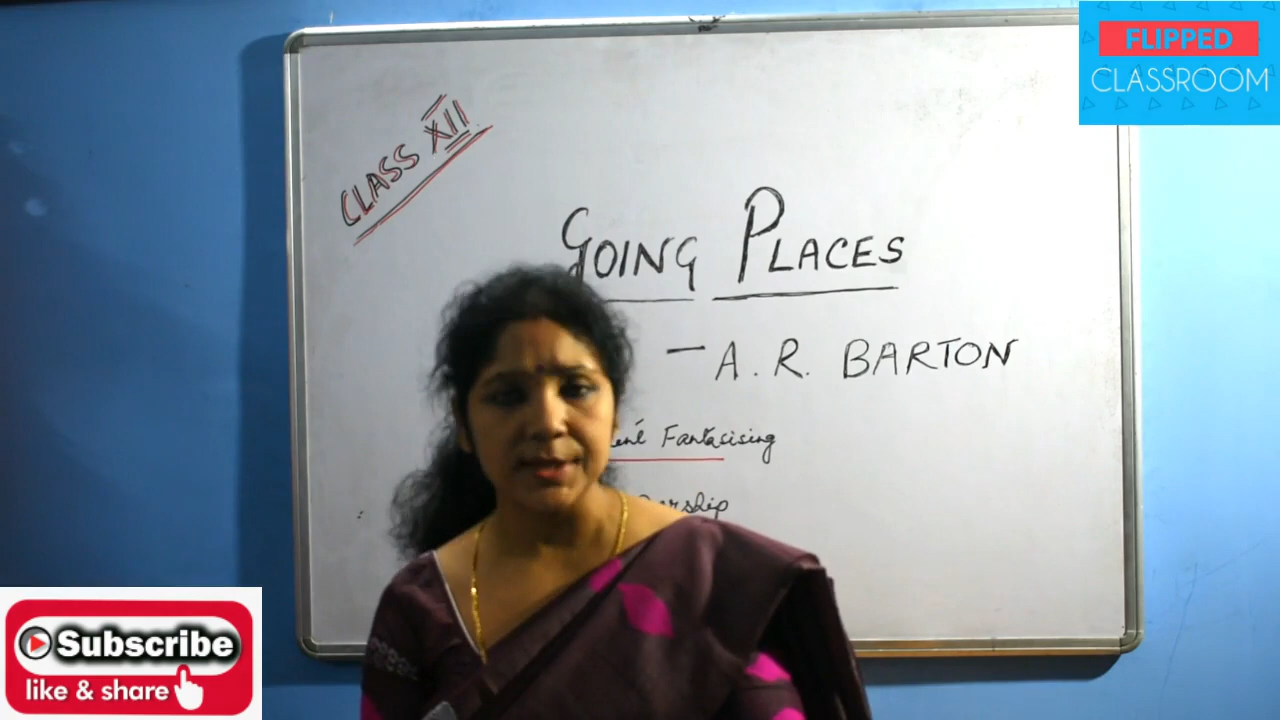 FLIPPED
CLASSROOM
CLASS XII
GOING PLACES
- A. R. BARTON
Fantasising
Subscribe
like & share